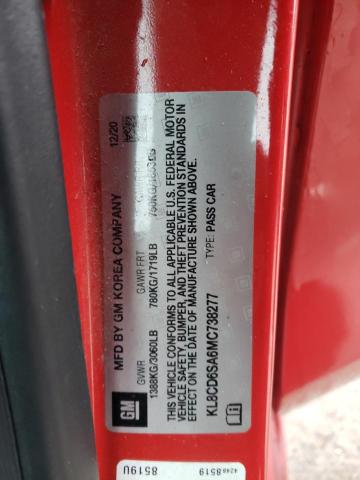 MFD BY GM KOREA COMPANY 12/20
GVWR GAWR FRT
1388KG/3060LB 780KG/1719LB
THIS VEHICLE CONFORMS TO ALL APPLICABLE U.S. FEDERAL MOTOR
VEHICLE SAFETY, BUMPER, AND THEFT PREVENTION STANDARDS IN
EFFECT ON THE DATE OF MANUFACTURE SHOWN ABOVE.
KL8CD6SA6MC738277 TYPE: PASS CAR
GM
8519
8519U